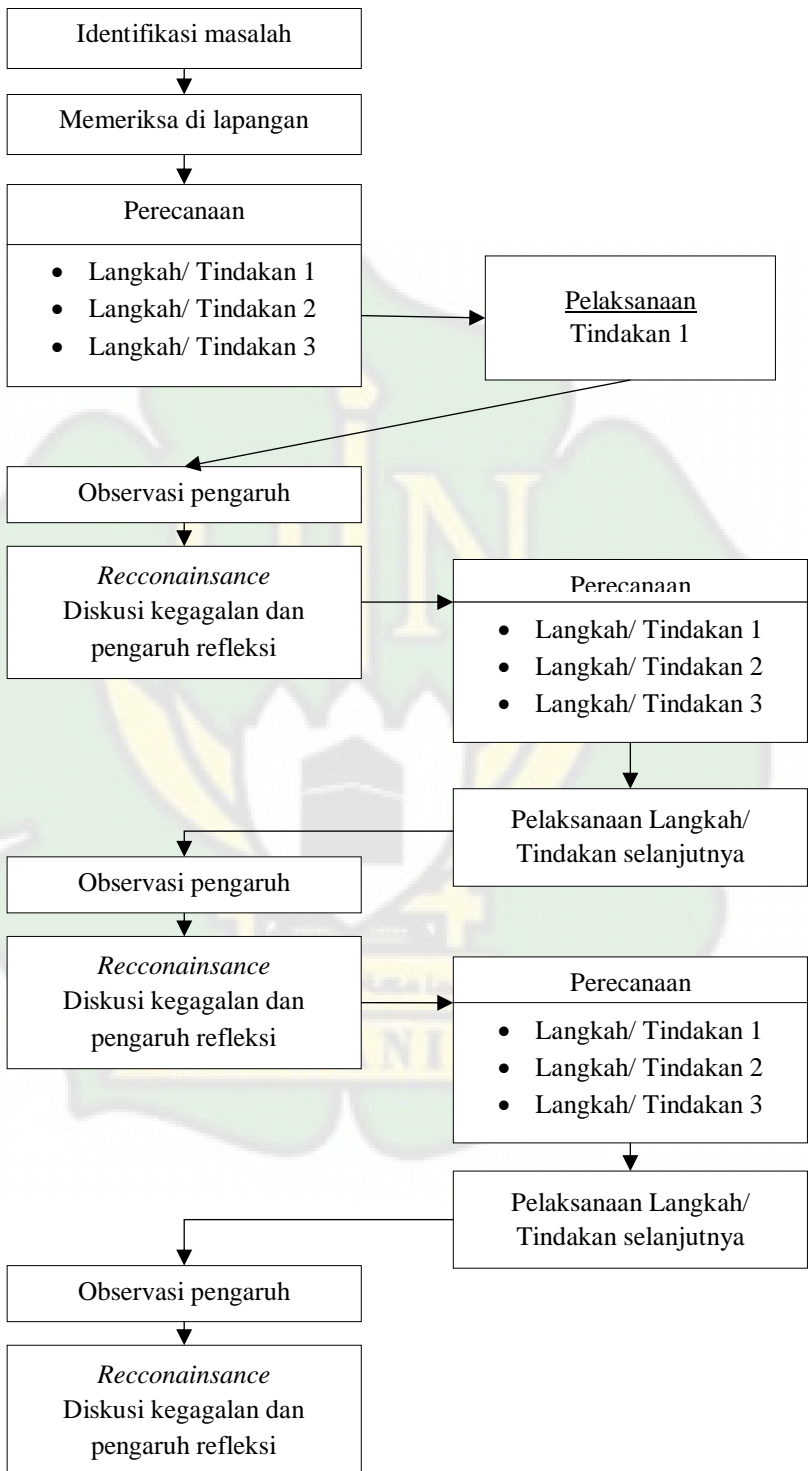 Identifikasi masalah
Memeriksa di lapangan
Perecanaan
• Langkah/ Tindakan 1
• Langkah/ Tindakan 2
• Langkah/ Tindakan 3
Pelaksanaan
Tindakan 1
Observasi pengaruh
Recconainsance
Diskusi kegagalan dan
pengaruh refleksi
Perecanaan
• Langkah/ Tindakan 1
• Langkah/ Tindakan 2
• Langkah/ Tindakan 3
Pelaksanaan Langkah/
Tindakan selanjutnya
Observasi pengaruh
Recconainsance
Diskusi kegagalan dan
pengaruh refleksi
Perecanaan
• Langkah/ Tindakan 1
• Langkah/ Tindakan 2
• Langkah/ Tindakan 3
Pelaksanaan Langkah/
Tindakan selanjutnya
Observasi pengaruh
Recconainsance
Diskusi kegagalan dan
pengaruh refleksi